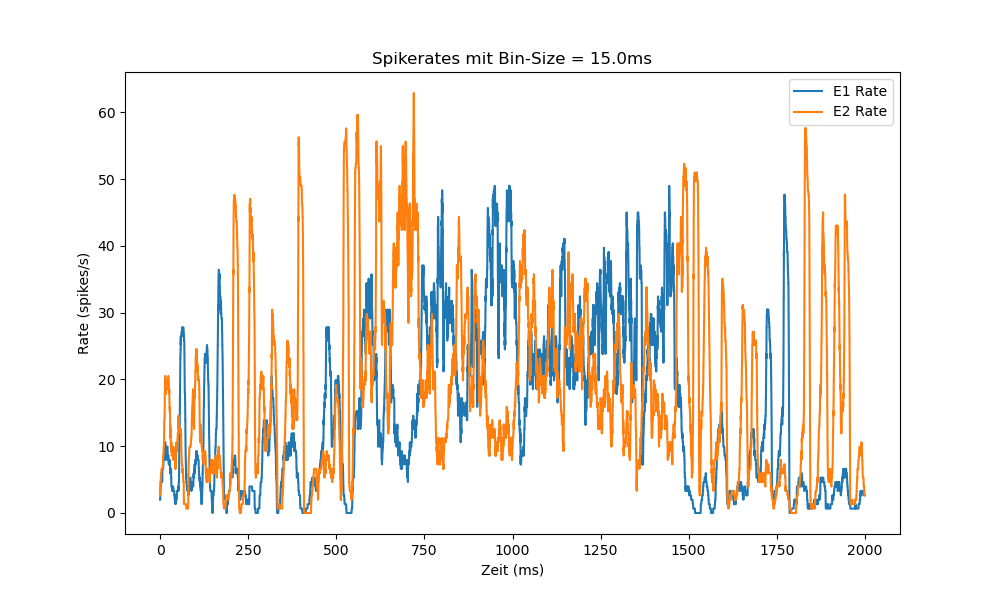 Spikerates mit Bin-Size = 15.0ms
E1 Rate
E2 Rate
Rate (spikes/s)
60
50
40
30
20
10
0
0 250 500 750 1000 1250 1500 1750 2000
Zeit (ms)